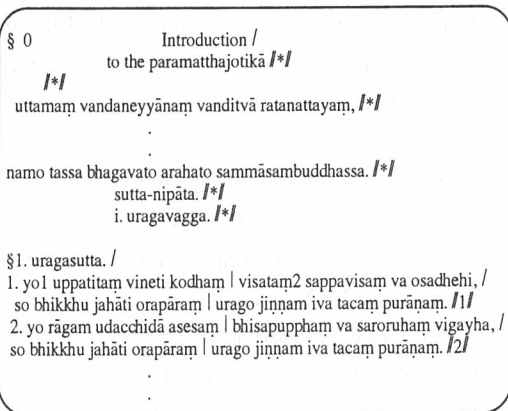 § 0 Introduction /
to the paramatthajotikā /*/
/*/
uttamaṃ vandaneyyānaṃ vanditvā ratanattayaṃ, /*/
.
.
namo tassa bhagavato arahato sammāsambuddhassa. /*/
sutta-nipāta. /*/
i. uragavagga. /*/
§1. uragasutta. /
1. yo1 uppatitaṃ vineti kodhaṃ | visataṃ2 sappavisaṃ va osadhehi, /
so bhikkhu jahāti orapāraṃ | urago jiṇṇam iva tacaṃ purāṇaṃ. /1/
2. yo rāgam udacchidā asesaṃ | bhisapupphaṃ va saroruhaṃ vigayha, /
so bhikkhu jahāti orapāraṃ | urago jiṇṇam iva tacaṃ purāṇaṃ. /2/
.
.